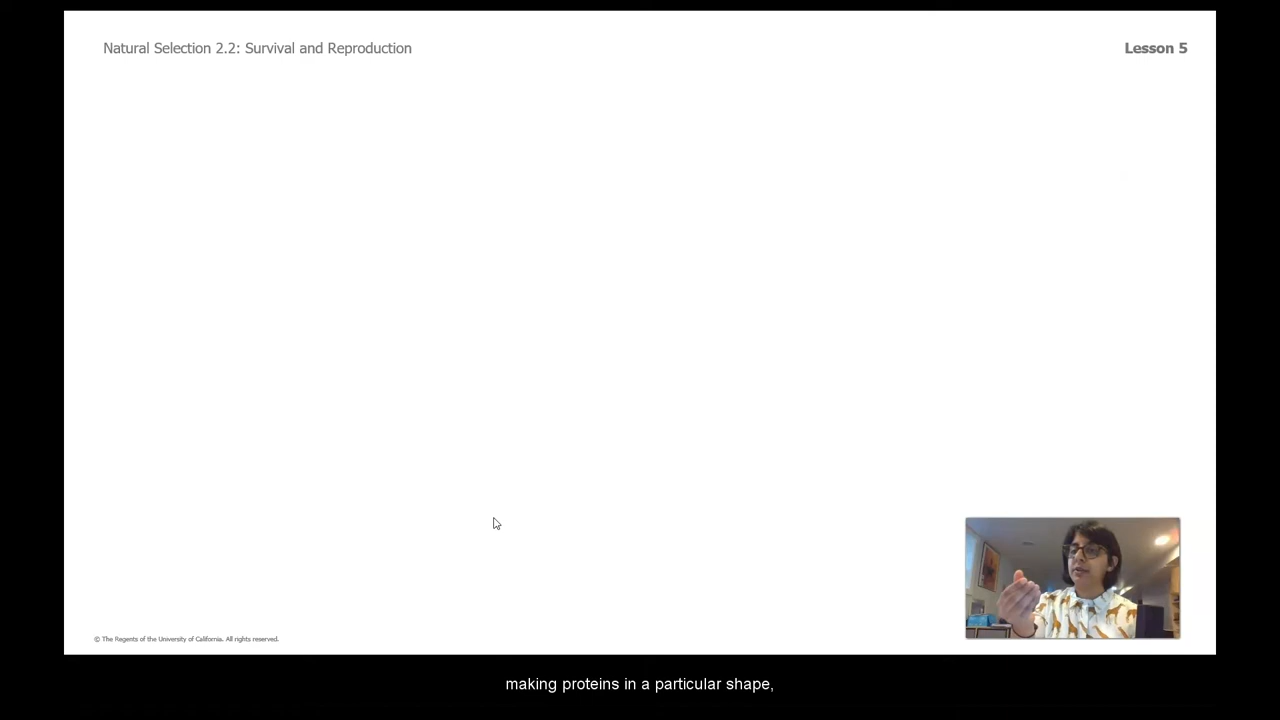 Natural Selection 2.2: Survival and Reproduction
Lesson 5
© The Regents of the University of California. All rights reserved.
making proteins in a particular shape,